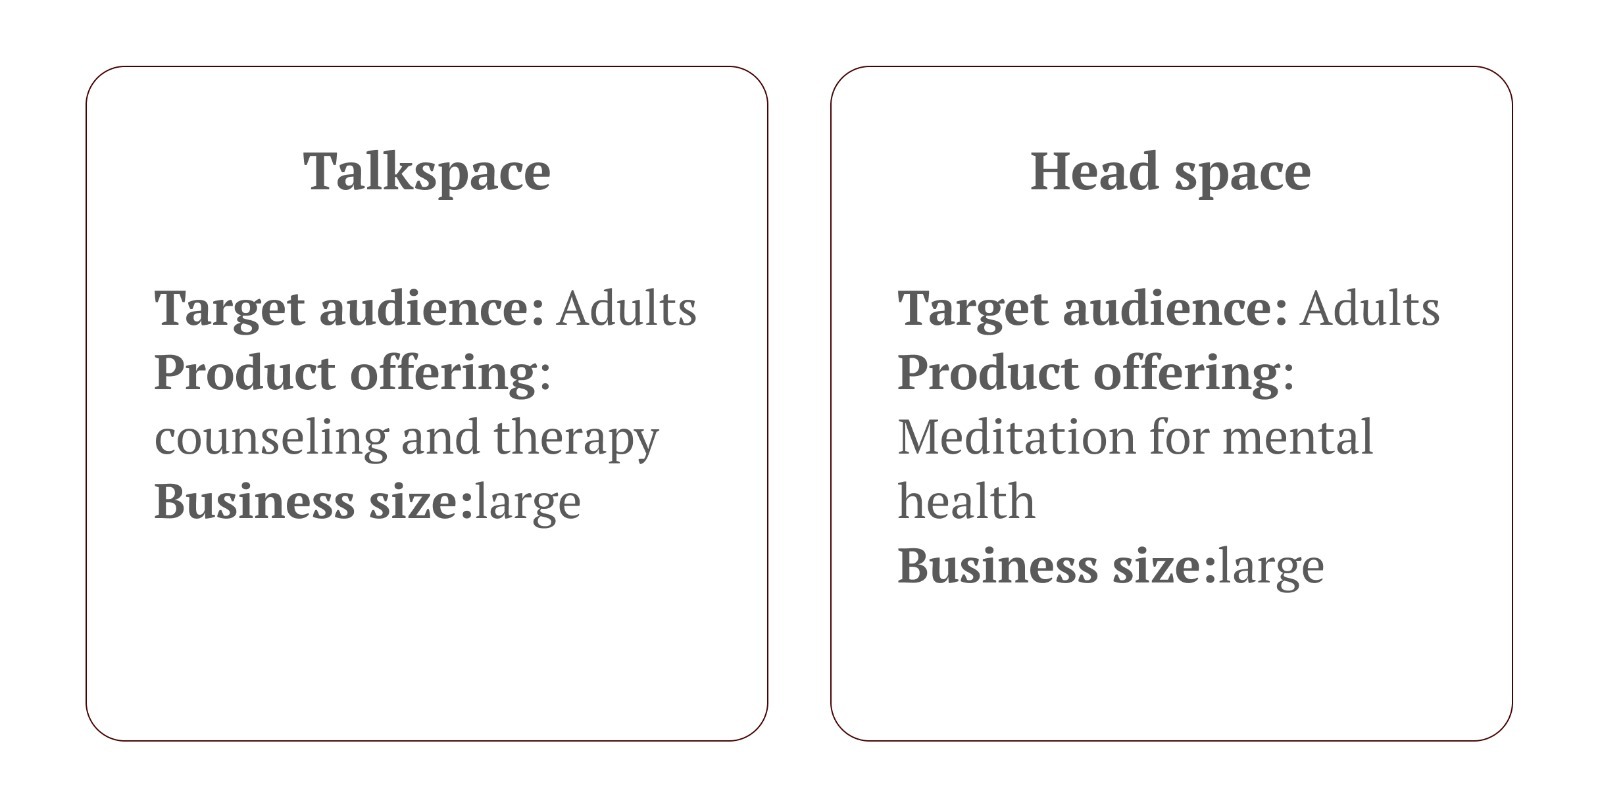 Talkspace
Target audience: Adults
Product offering:
counseling and therapy
Business size:large
Head space
Target audience: Adults
Product offering:
Meditation for mental
health
Business size:large